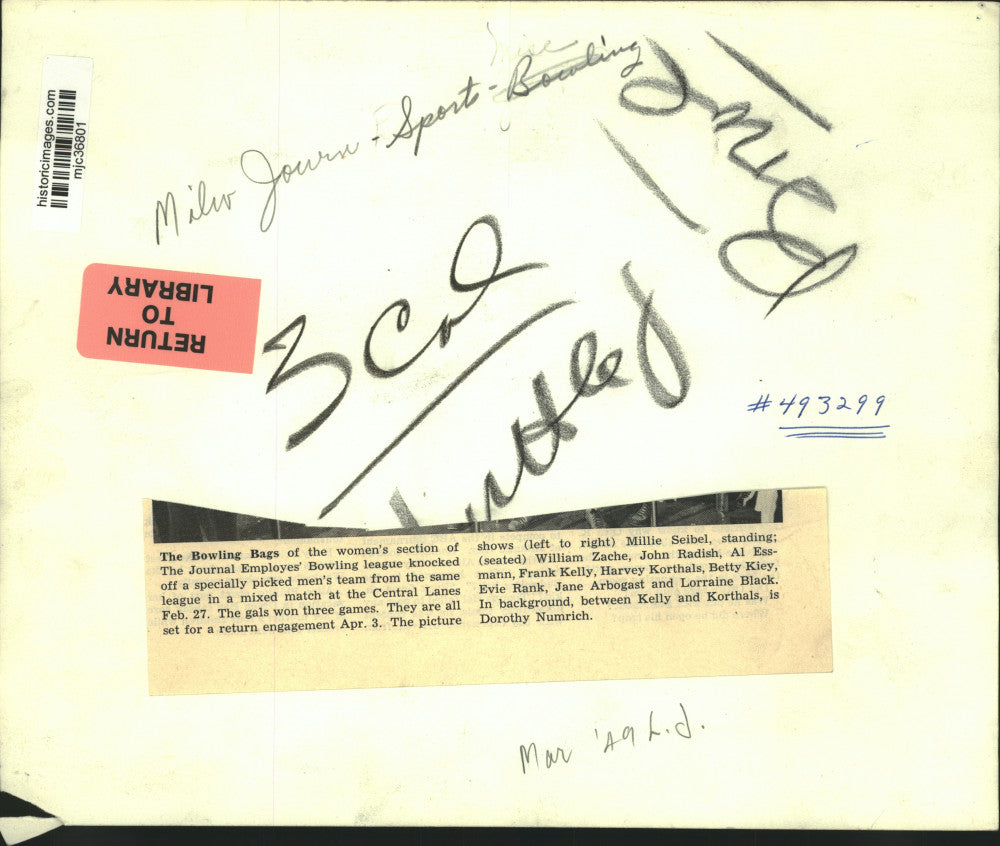 historicimages.com
mjc36801
Milw Journ - Sports - Bowling
RETURN
TO
LIBRARY
3 Col
#493299
The Bowling Bags of the women's section of
The Journal Employes' Bowling league knocked
off a specially picked men's team from the same
league in a mixed match at the Central Lanes
Feb. 27. The gals won three games. They are all
set for a return engagement Apr. 3. The picture
shows (left to right) Millie Seibel, standing;
(seated) William Zache, John Radish, Al Ess-
mann, Frank Kelly, Harvey Korthals, Betty Kiey,
Evie Rank, Jane Arbogast and Lorraine Black.
In background, between Kelly and Korthals, is
Dorothy Numrich.
Mar '49 L.J.